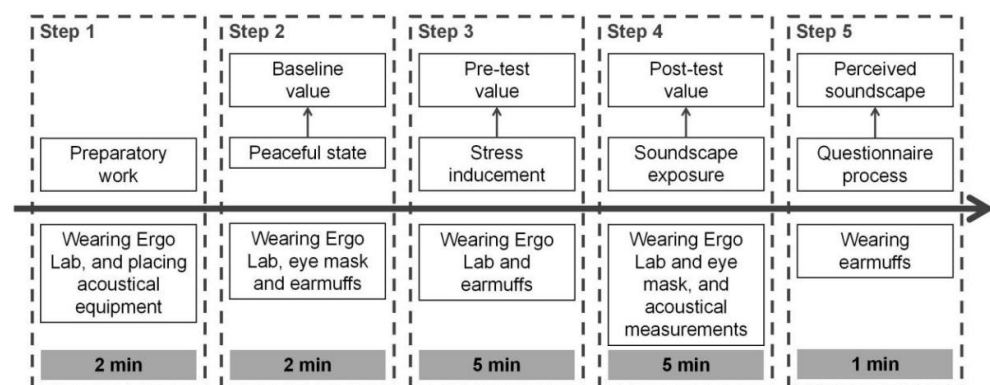 Step 1
Preparatory
work
Wearing Ergo
Lab, and placing
acoustical
equipment
2 min
Step 2
Baseline
value
Peaceful state
Wearing Ergo
Lab, eye mask
and earmuffs
2 min
Step 3
Pre-test
value
Stress
inducement
Wearing Ergo
Lab and
earmuffs
5 min
Step 4
Post-test
value
Soundscape
exposure
Wearing Ergo
Lab and eye
mask, and
acoustical
measurements
5 min
Step 5
Perceived
soundscape
Questionnaire
process
Wearing
earmuffs
1 min